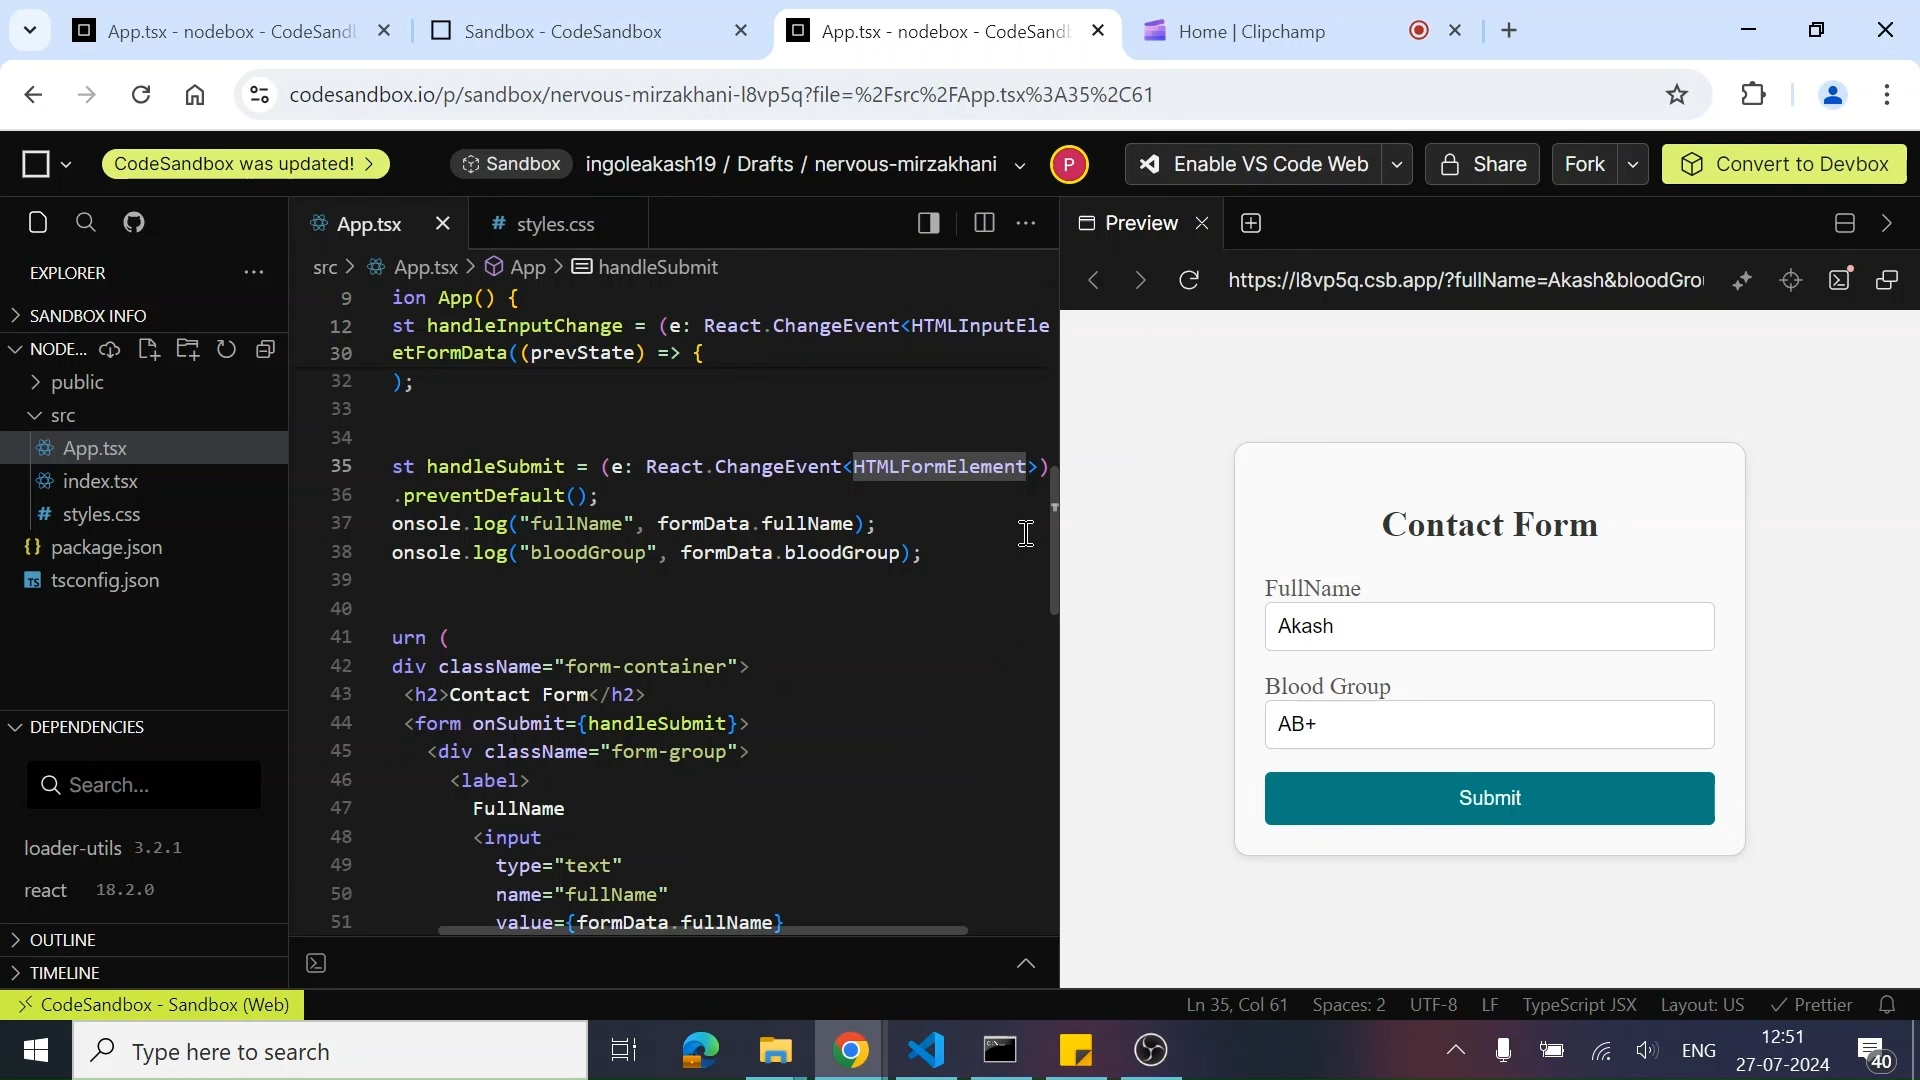 App.tsx - nodebox - CodeSand
Sandbox - CodeSandbox
App.tsx - nodebox - CodeSand
Home | Clipchamp
codesandbox.io/p/sandbox/nervous-mirzakhani-l8vp5q?file=%2Fsrc%2FApp.tsx%3A35%2C61
CodeSandbox was updated!
Sandbox
ingoleakash19 / Drafts / nervous-mirzakhani
P
Enable VS Code Web
Share
Fork
Convert to Devbox
EXPLORER
SANDBOX INFO
NODE...
public
src
App.tsx
index.tsx
# styles.css
{} package.json
TS tsconfig.json
DEPENDENCIES
Search...
loader-utils 3.2.1
react 18.2.0
OUTLINE
TIMELINE
App.tsx
# styles.css
src > App.tsx > App > handleSubmit
9 ion App() {
12 st handleInputChange = (e: React.ChangeEvent<HTMLInputEle
30 etFormData((prevState) => {
32 );
33
34
35 st handleSubmit = (e: React.ChangeEvent<HTMLFormElement>)
36 .preventDefault();
37 onsole.log("fullName", formData.fullName);
38 onsole.log("bloodGroup", formData.bloodGroup);
39
40
41 urn (
42 div className="form-container">
43 <h2>Contact Form</h2>
44 <form onSubmit={handleSubmit}>
45 <div className="form-group">
46 <label>
47 FullName
48 <input
49 type="text"
50 name="fullName"
51 value={formData.fullName}
Preview
https://l8vp5q.csb.app/?fullName=Akash&bloodGrou
Contact Form
FullName
Akash
Blood Group
AB+
Submit
CodeSandbox - Sandbox (Web)
Ln 35, Col 61
Spaces: 2
UTF-8
LF
TypeScript JSX
Layout: US
Prettier
Type here to search
ENG
12:51
27-07-2024
40